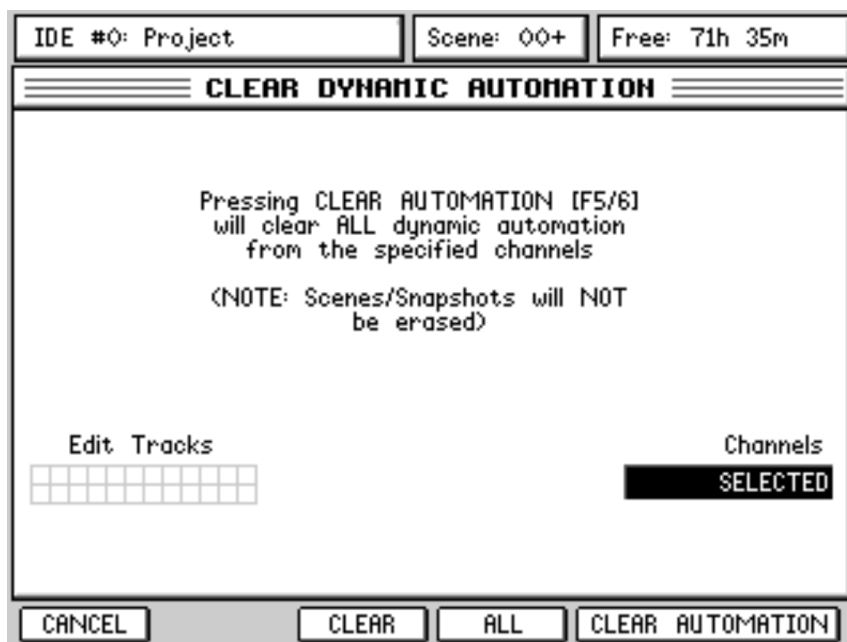 IDE #0: Project
Scene: 00+
Free: 71h 35m
CLEAR DYNAMIC AUTOMATION
Pressing CLEAR AUTOMATION [F5/6]
will clear ALL dynamic automation
from the specified channels
(NOTE: Scenes/Snapshots will NOT
be erased)
Edit Tracks
Channels
SELECTED
CANCEL
CLEAR
ALL
CLEAR AUTOMATION